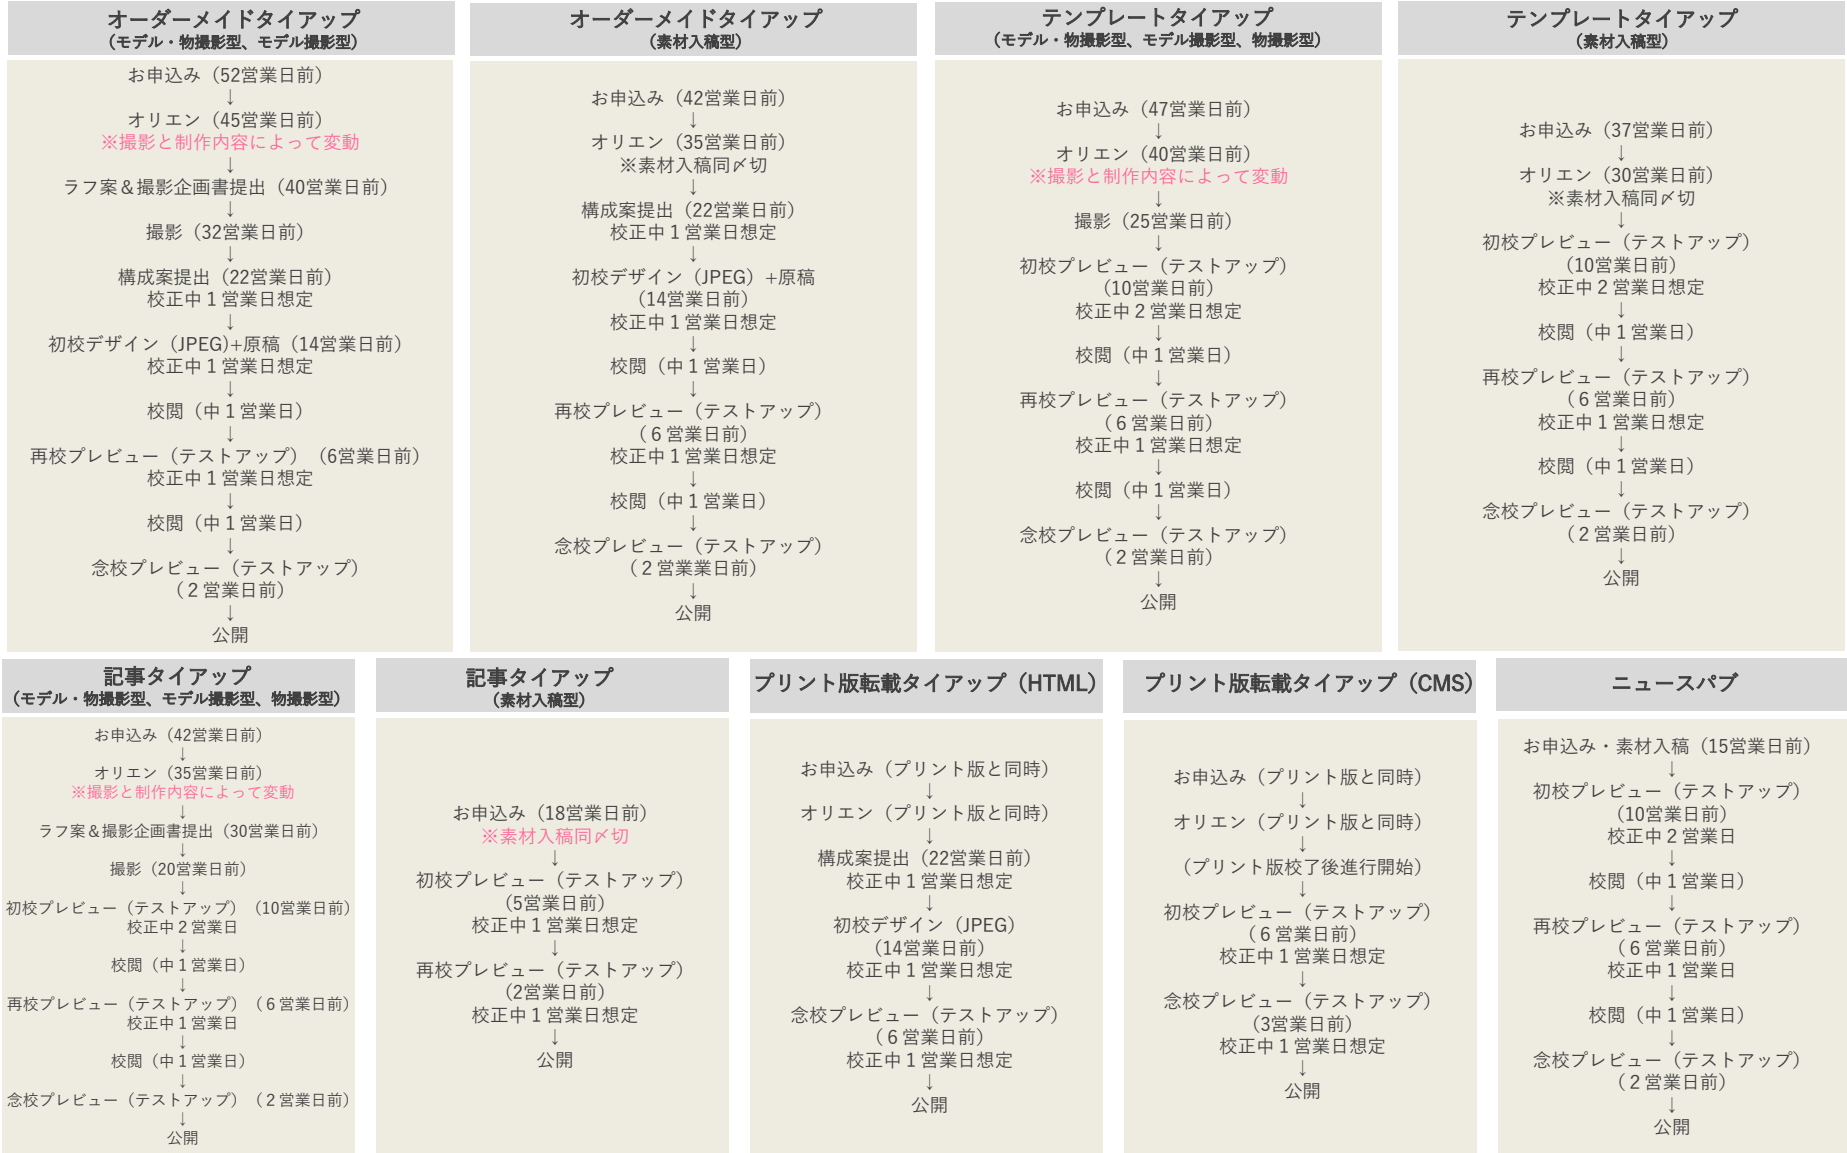 オーダーメイドタイアップ
（モデル・物撮影型、モデル撮影型）
お申込み（52営業日前）
↓
オリエン（45営業日前）
※撮影と制作内容によって変動
↓
ラフ案＆撮影企画書提出（40営業日前）
↓
撮影（32営業日前）
↓
構成案提出（22営業日前）
校正中１営業日想定
↓
初校デザイン（JPEG)+原稿（14営業日前）
校正中１営業日想定
↓
校閲（中１営業日）
↓
再校プレビュー（テストアップ）（6営業日前）
校正中１営業日想定
↓
校閲（中１営業日）
↓
念校プレビュー（テストアップ）
（２営業日前）
↓
公開
オーダーメイドタイアップ
（素材入稿型）
お申込み（42営業日前）
↓
オリエン（35営業日前）
※素材入稿同〆切
↓
構成案提出（22営業日前）
校正中１営業日想定
↓
初校デザイン（JPEG）+原稿
（14営業日前）
校正中１営業日想定
↓
校閲（中１営業日）
↓
再校プレビュー（テストアップ）
（６営業日前）
校正中１営業日想定
↓
校閲（中１営業日）
↓
念校プレビュー（テストアップ）
（２営業業日前）
↓
公開
テンプレートタイアップ
（モデル・物撮影型、モデル撮影型、物撮影型）
お申込み（47営業日前）
↓
オリエン（40営業日前）
※撮影と制作内容によって変動
↓
撮影（25営業日前）
↓
初校プレビュー（テストアップ）
（10営業日前）
校正中２営業日想定
↓
校閲（中１営業日）
↓
再校プレビュー（テストアップ）
（６営業日前）
校正中１営業日想定
↓
校閲（中１営業日）
↓
念校プレビュー（テストアップ）
（２営業日前）
↓
公開
テンプレートタイアップ
（素材入稿型）
お申込み（37営業日前）
↓
オリエン（30営業日前）
※素材入稿同〆切
↓
初校プレビュー（テストアップ）
（10営業日前）
校正中２営業日想定
↓
校閲（中１営業日）
↓
再校プレビュー（テストアップ）
（６営業日前）
校正中１営業日想定
↓
校閲（中１営業日）
↓
念校プレビュー（テストアップ）
（２営業日前）
↓
公開
記事タイアップ
（モデル・物撮影型、モデル撮影型、物撮影型）
お申込み（42営業日前）
↓
オリエン（35営業日前）
※撮影と制作内容によって変動
↓
ラフ案＆撮影企画書提出（30営業日前）
↓
撮影（20営業日前）
↓
初校プレビュー（テストアップ）（10営業日前）
校正中２営業日
↓
校閲（中１営業日）
↓
再校プレビュー（テストアップ）（６営業日前）
校正中１営業日
↓
校閲（中１営業日）
↓
念校プレビュー（テストアップ）（２営業日前）
↓
公開
記事タイアップ
（素材入稿型）
お申込み（18営業日前）
※素材入稿同〆切
↓
初校プレビュー（テストアップ）
（5営業日前）
校正中１営業日想定
↓
再校プレビュー（テストアップ）
（2営業日前）
校正中１営業日想定
↓
公開
プリント版転載タイアップ（HTML）
お申込み（プリント版と同時）
↓
オリエン（プリント版と同時）
↓
構成案提出（22営業日前）
校正中１営業日想定
↓
初校デザイン（JPEG）
（14営業日前）
校正中１営業日想定
↓
念校プレビュー（テストアップ）
（６営業日前）
校正中１営業日想定
↓
公開
プリント版転載タイアップ（CMS）
お申込み（プリント版と同時）
↓
オリエン（プリント版と同時）
↓
（プリント版校了後進行開始）
↓
初校プレビュー（テストアップ）
（６営業日前）
校正中１営業日想定
↓
念校プレビュー（テストアップ）
（3営業日前）
校正中１営業日想定
↓
公開
ニュースパブ
お申込み・素材入稿（15営業日前）
↓
初校プレビュー（テストアップ）
（10営業日前）
校正中２営業日
↓
校閲（中１営業日）
↓
再校プレビュー（テストアップ）
（６営業日前）
校正中１営業日
↓
校閲（中１営業日）
↓
念校プレビュー（テストアップ）
（２営業日前）
↓
公開